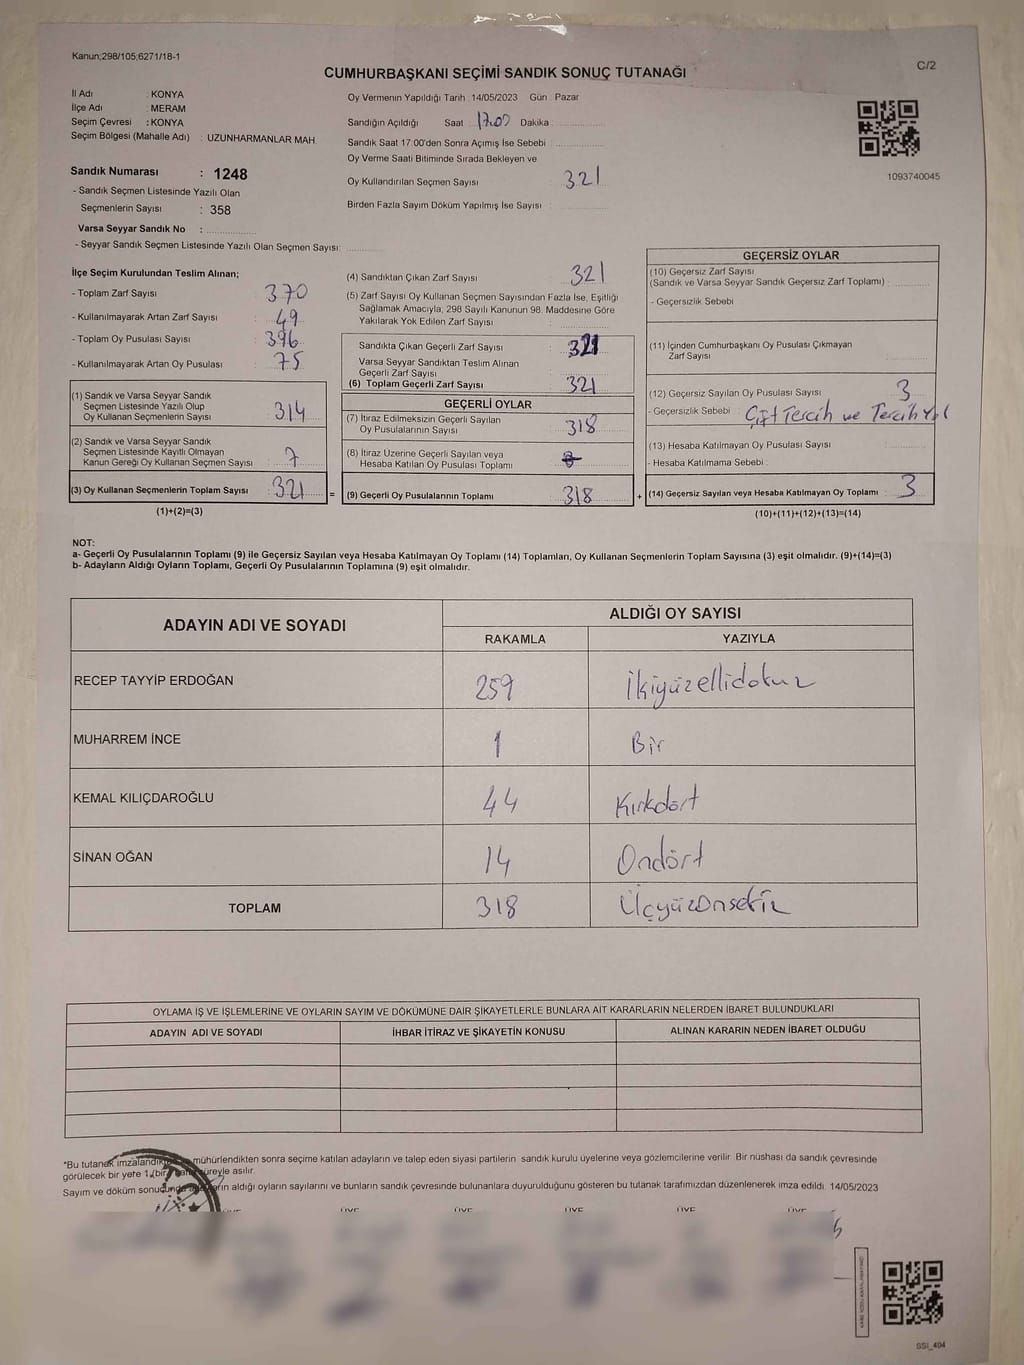 Kanun;298/105;6271/18-1
C/2
CUMHURBAŞKANI SEÇİMİ SANDIK SONUÇ TUTANAĞI
İl Adı : KONYA
İlçe Adı : MERAM
Seçim Çevresi : KONYA
Seçim Bölgesi (Mahalle Adı) : UZUNHARMANLAR MAH.
Sandık Numarası : 1248
- Sandık Seçmen Listesinde Yazılı Olan
Seçmenlerin Sayısı : 358
Varsa Seyyar Sandık No :
- Seyyar Sandık Seçmen Listesinde Yazılı Olan Seçmen Sayısı:
Oy Vermenin Yapıldığı Tarih 14/05/2023 Gün Pazar
Sandığın Açıldığı Saat 17.00 Dakika
Sandık Saat 17:00'den Sonra Açımış İse Sebebi
Oy Verme Saati Bitiminde Sırada Bekleyen ve
Oy Kullandırılan Seçmen Sayısı 321
Birden Fazla Sayım Döküm Yapılmış İse Sayısı
1093740045
İlçe Seçim Kurulundan Teslim Alınan;
- Toplam Zarf Sayısı : 370
- Kullanılmayarak Artan Zarf Sayısı : 49
- Toplam Oy Pusulası Sayısı : 396
- Kullanılmayarak Artan Oy Pusulası : 75
(1) Sandık ve Varsa Seyyar Sandık
Seçmen Listesinde Yazılı Olup
Oy Kullanan Seçmenlerin Sayısı : 314
(2) Sandık ve Varsa Seyyar Sandık
Seçmen Listesinde Kayıtlı Olmayan
Kanun Gereği Oy Kullanan Seçmen Sayısı : 7
(3) Oy Kullanan Seçmenlerin Toplam Sayısı : 321
(1)+(2)=(3)
(4) Sandıktan Çıkan Zarf Sayısı : 321
(5) Zarf Sayısı Oy Kullanan Seçmen Sayısından Fazla İse, Eşitliği
Sağlamak Amacıyla, 298 Sayılı Kanunun 98. Maddesine Göre
Yakılarak Yok Edilen Zarf Sayısı :
Sandıkta Çıkan Geçerli Zarf Sayısı : 321
Varsa Seyyar Sandıktan Teslim Alınan
Geçerli Zarf Sayısı :
(6) Toplam Geçerli Zarf Sayısı : 321
GEÇERLİ OYLAR
(7) İtiraz Edilmeksizin Geçerli Sayılan
Oy Pusulalarının Sayısı : 318
(8) İtiraz Üzerine Geçerli Sayılan veya
Hesaba Katılan Oy Pusulası Toplamı :
= (9) Geçerli Oy Pusulalarının Toplamı : 318
GEÇERSİZ OYLAR
(10) Geçersiz Zarf Sayısı
(Sandık ve Varsa Seyyar Sandık Geçersiz Zarf Toplamı) :
- Geçersizlik Sebebi
(11) İçinden Cumhurbaşkanı Oy Pusulası Çıkmayan
Zarf Sayısı
(12) Geçersiz Sayılan Oy Pusulası Sayısı 3
- Geçersizlik Sebebi : Çift Tercih ve Tercih Yok
(13) Hesaba Katılmayan Oy Pusulası Sayısı
- Hesaba Katılmama Sebebi :
+ (14) Geçersiz Sayılan veya Hesaba Katılmayan Oy Toplamı : 3
(10)+(11)+(12)+(13)=(14)
NOT:
a- Geçerli Oy Pusulalarının Toplamı (9) ile Geçersiz Sayılan veya Hesaba Katılmayan Oy Toplamı (14) Toplamları, Oy Kullanan Seçmenlerin Toplam Sayısına (3) eşit olmalıdır. (9)+(14)=(3)
b- Adayların Aldığı Oyların Toplamı, Geçerli Oy Pusulalarının Toplamına (9) eşit olmalıdır.
ADAYIN ADI VE SOYADI
ALDIĞI OY SAYISI
RAKAMLA YAZIYLA
RECEP TAYYİP ERDOĞAN 259 İkiyüzellidokuz
MUHARREM İNCE 1 Bir
KEMAL KILIÇDAROĞLU 44 Kırkdört
SİNAN OĞAN 14 Ondört
TOPLAM 318 Üçyüzonsekiz
OYLAMA İŞ VE İŞLEMLERİNE VE OYLARIN SAYIM VE DÖKÜMÜNE DAİR ŞİKAYETLERLE BUNLARA AİT KARARLARIN NELERDEN İBARET BULUNDUKLARI
ADAYIN ADI VE SOYADI İHBAR İTİRAZ VE ŞİKAYETİN KONUSU ALINAN KARARIN NEDEN İBARET OLDUĞU
*Bu tutanak imzalandık mühürlendikten sonra seçime katılan adayların ve talep eden siyasi partilerin sandık kurulu üyelerine veya gözlemcilerine verilir. Bir nüshası da sandık çevresinde
görülecek bir yere 1 (bir) süreyle asılır.
Sayım ve döküm sonucunda aldığı oyların sayılarını ve bunların sandık çevresinde bulunanlara duyurulduğunu gösteren bu tutanak tarafımızdan düzenlenerek imza edildi. 14/05/2023
ÜYE ÜYE ÜYE ÜYE ÜYE ÜYE
SSİ_404